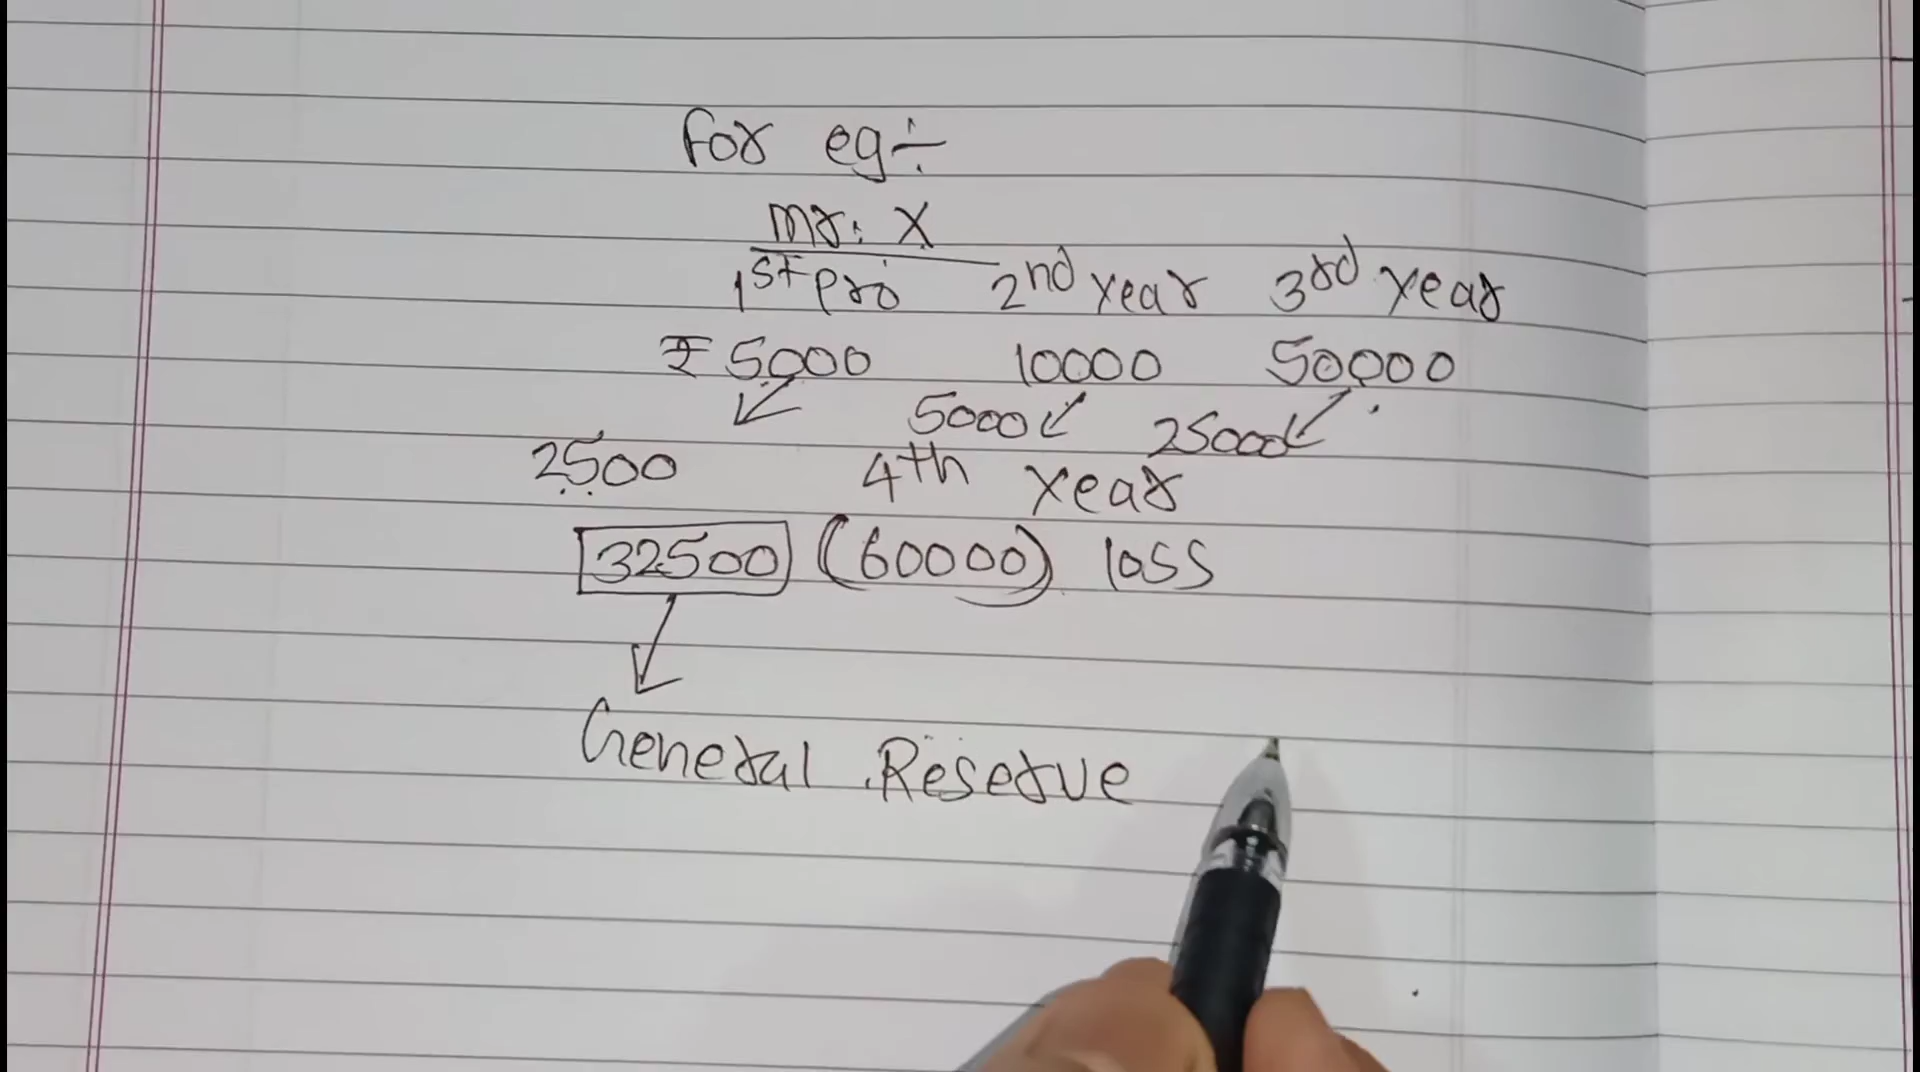 For eg:-
Mr. X
1st pro 2nd Year 3rd Year
₹ 5000 10000 50000
5000 25000
2500 4th Year
32500 (60000) loss
General Reserve